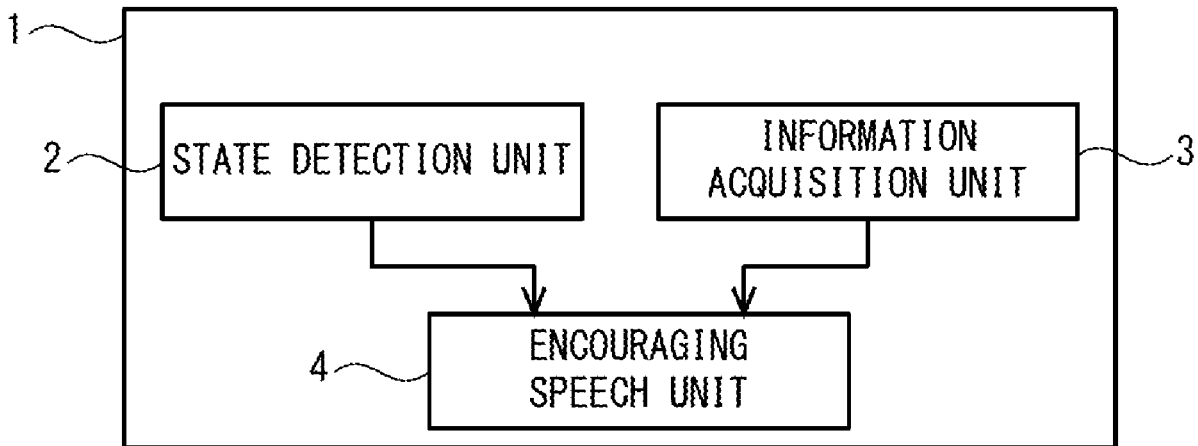 1
2
STATE DETECTION UNIT
INFORMATION
ACQUISITION UNIT
3
4
ENCOURAGING
SPEECH UNIT